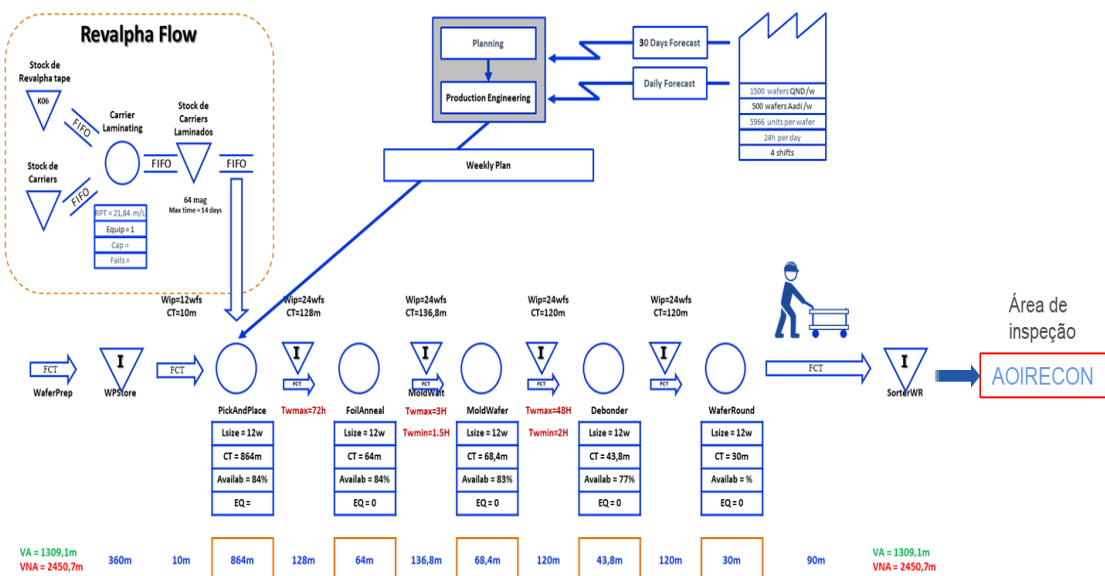 Revalpha Flow
Stock de
Revalpha tape
K06
FIFO
Carrier
Laminating
Stock de
Carriers
Laminados
FIFO
FIFO
Stock de
Carriers
FIFO
64 mag
Max time = 14 days
RPT = 21,84 m/L
Equip = 1
Cap =
Fails =
Planning
Production Engineering
30 Days Forecast
Daily Forecast
1500 wafers QND /w
500 wafers Aadi /w
5966 units per wafer
24h per day
4 shifts
Weekly Plan
Wip=12wfs
CT=10m
Wip=24wfs
CT=128m
Wip=24wfs
CT=136,8m
Wip=24wfs
CT=120m
Wip=24wfs
CT=120m
Área de
inspeção
AOIRECON
FCT
WaferPrep
I
WPStore
FCT
PickAndPlace
I
FCT
Twmax=72h
FoilAnneal
I
FCT
MoldWait
Twmax=3H
Twmin=1.5H
MoldWafer
I
FCT
Twmax=48H
Twmin=2H
Debonder
I
FCT
WaferRound
FCT
I
SorterWR
Lsize = 12w
CT = 864m
Availab = 84%
EQ =
Lsize = 12w
CT = 64m
Availab = 84%
EQ = 0
Lsize = 12w
CT = 68,4m
Availab = 83%
EQ = 0
Lsize = 12w
CT = 43,8m
Availab = 77%
EQ = 0
Lsize = 12w
CT = 30m
Availab = %
EQ = 0
VA = 1309,1m
VNA = 2450,7m
360m
10m
864m
128m
64m
136,8m
68,4m
120m
43,8m
120m
30m
90m
VA = 1309,1m
VNA = 2450,7m